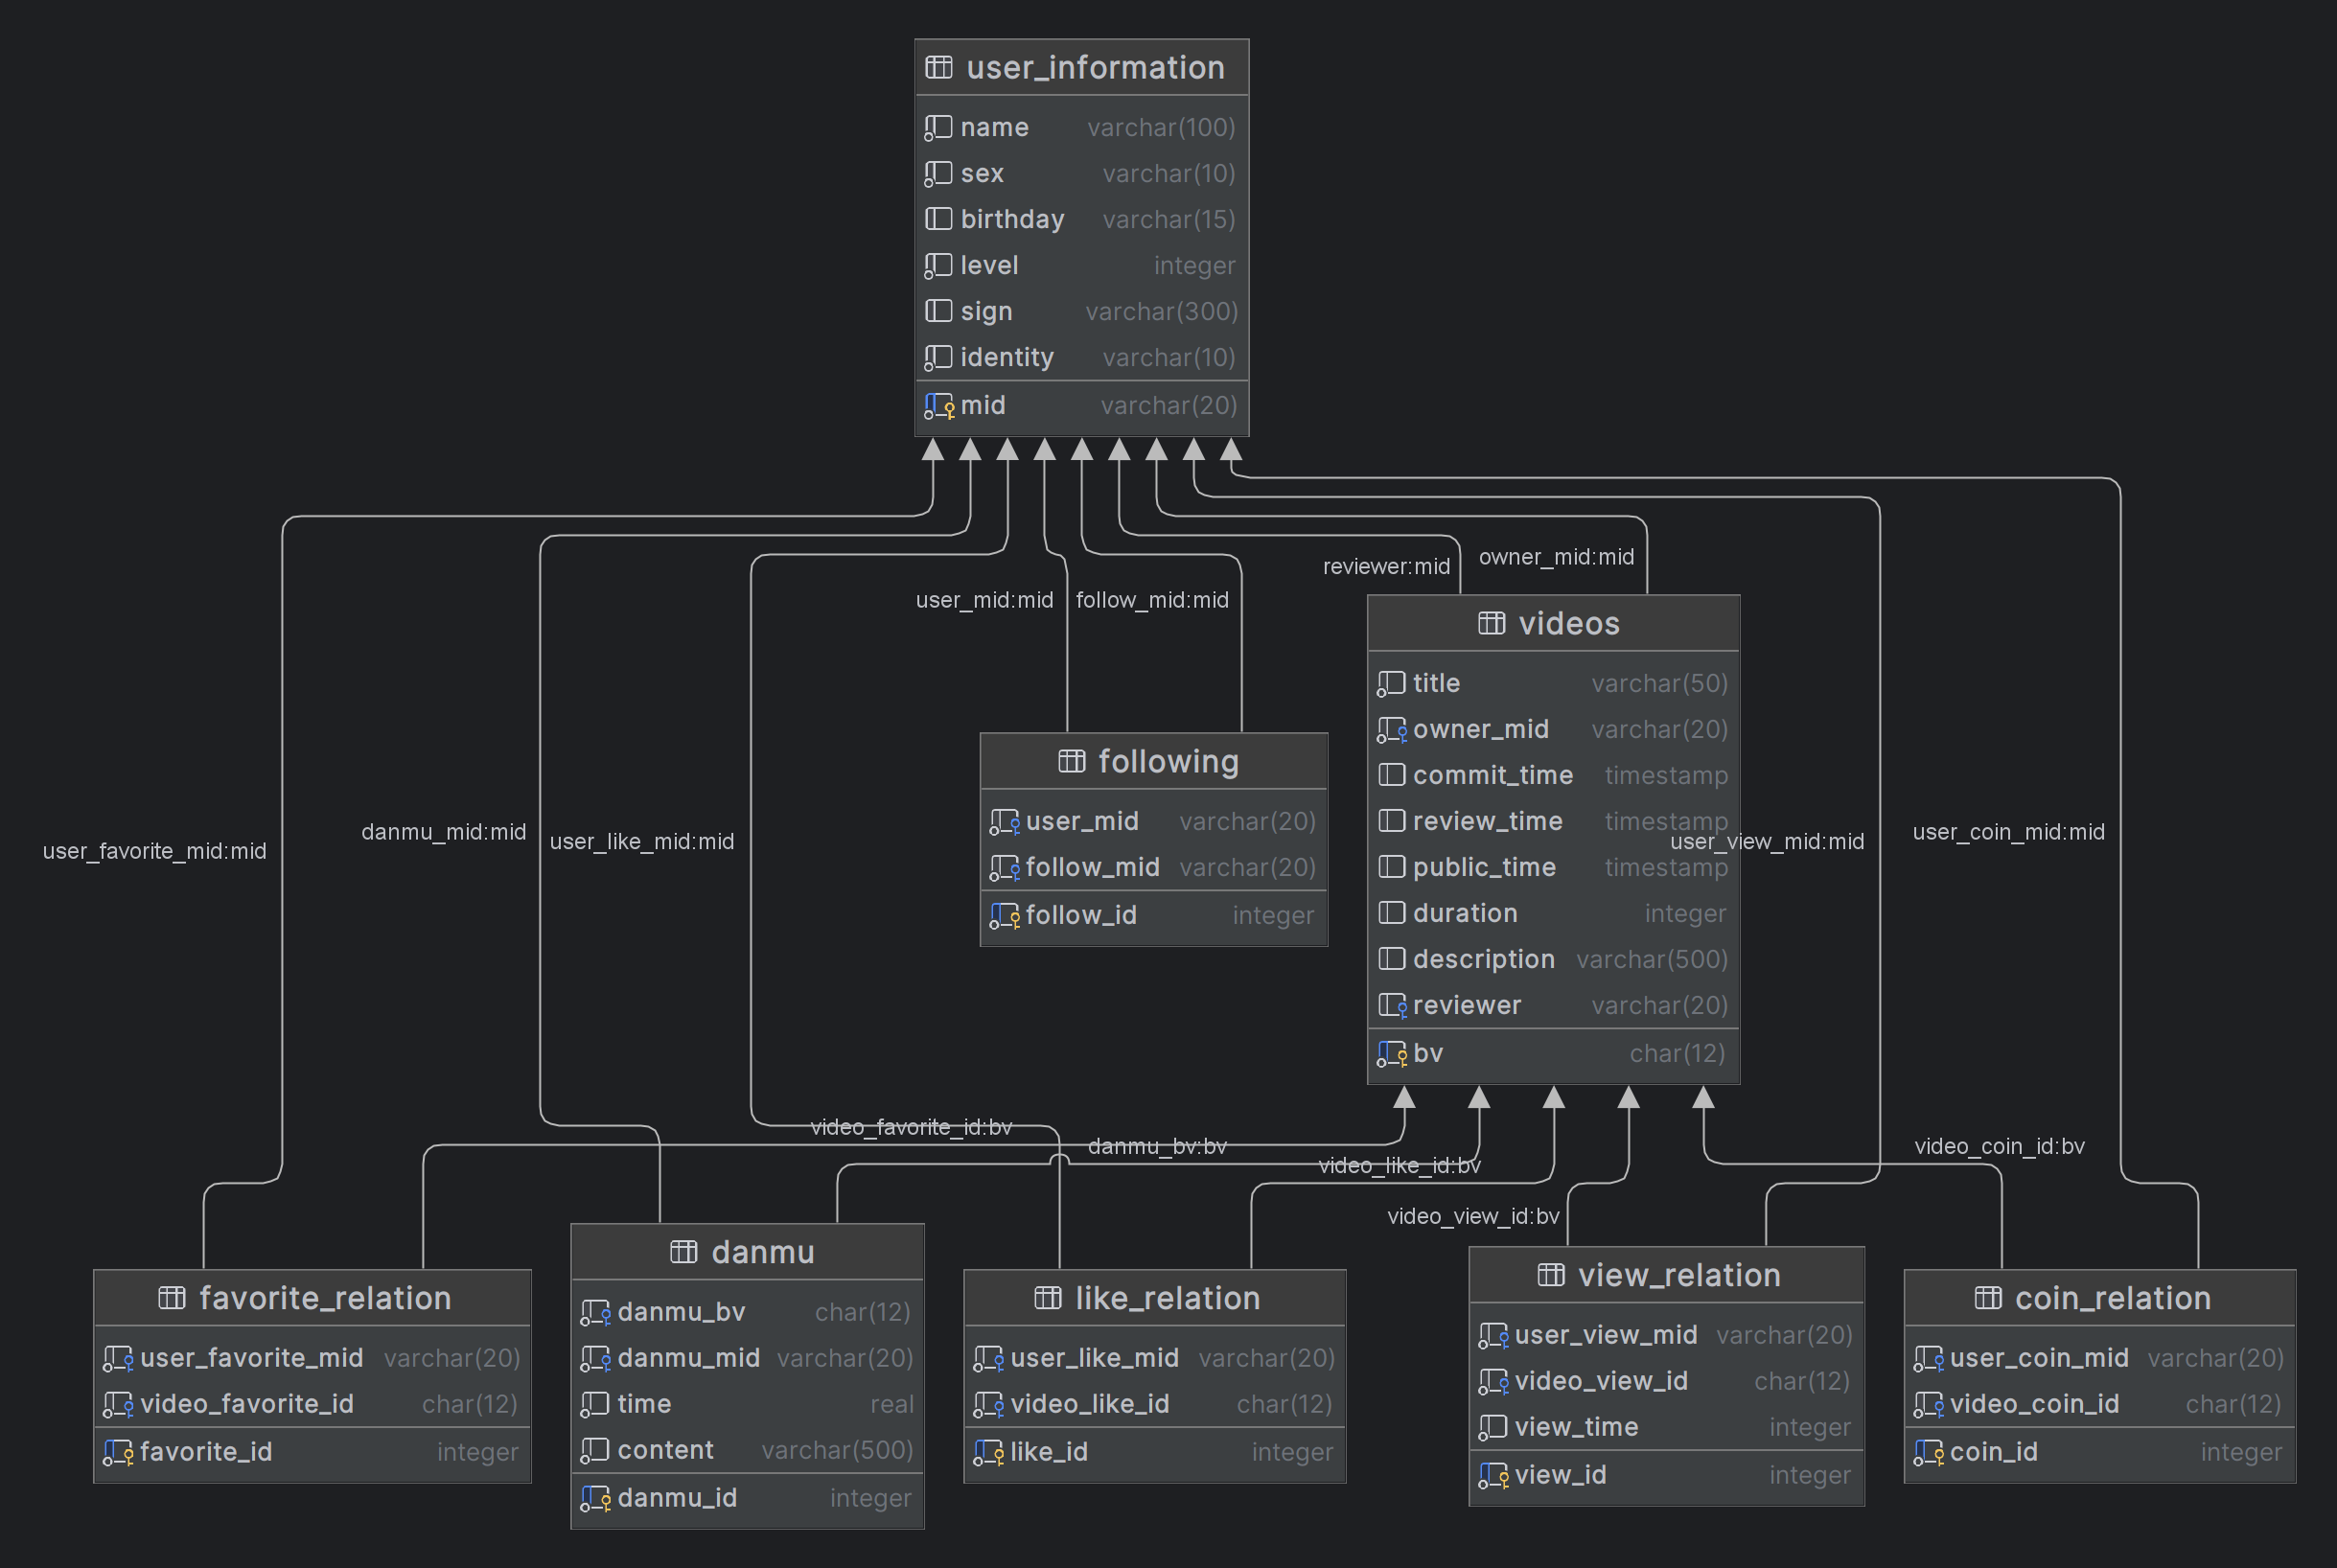 user_information
name varchar(100)
sex varchar(10)
birthday varchar(15)
level integer
sign varchar(300)
identity varchar(10)
mid varchar(20)
reviewer:mid
owner_mid:mid
user_mid:mid
follow_mid:mid
videos
title varchar(50)
owner_mid varchar(20)
commit_time timestamp
review_time timestamp
public_time timestamp
duration integer
description varchar(500)
reviewer varchar(20)
bv char(12)
following
user_mid varchar(20)
follow_mid varchar(20)
follow_id integer
user_favorite_mid:mid
danmu_mid:mid
user_like_mid:mid
user_view_mid:mid
user_coin_mid:mid
video_favorite_id:bv
danmu_bv:bv
video_like_id:bv
video_view_id:bv
video_coin_id:bv
favorite_relation
user_favorite_mid varchar(20)
video_favorite_id char(12)
favorite_id integer
danmu
danmu_bv char(12)
danmu_mid varchar(20)
time real
content varchar(500)
danmu_id integer
like_relation
user_like_mid varchar(20)
video_like_id char(12)
like_id integer
view_relation
user_view_mid varchar(20)
video_view_id char(12)
view_time integer
view_id integer
coin_relation
user_coin_mid varchar(20)
video_coin_id char(12)
coin_id integer